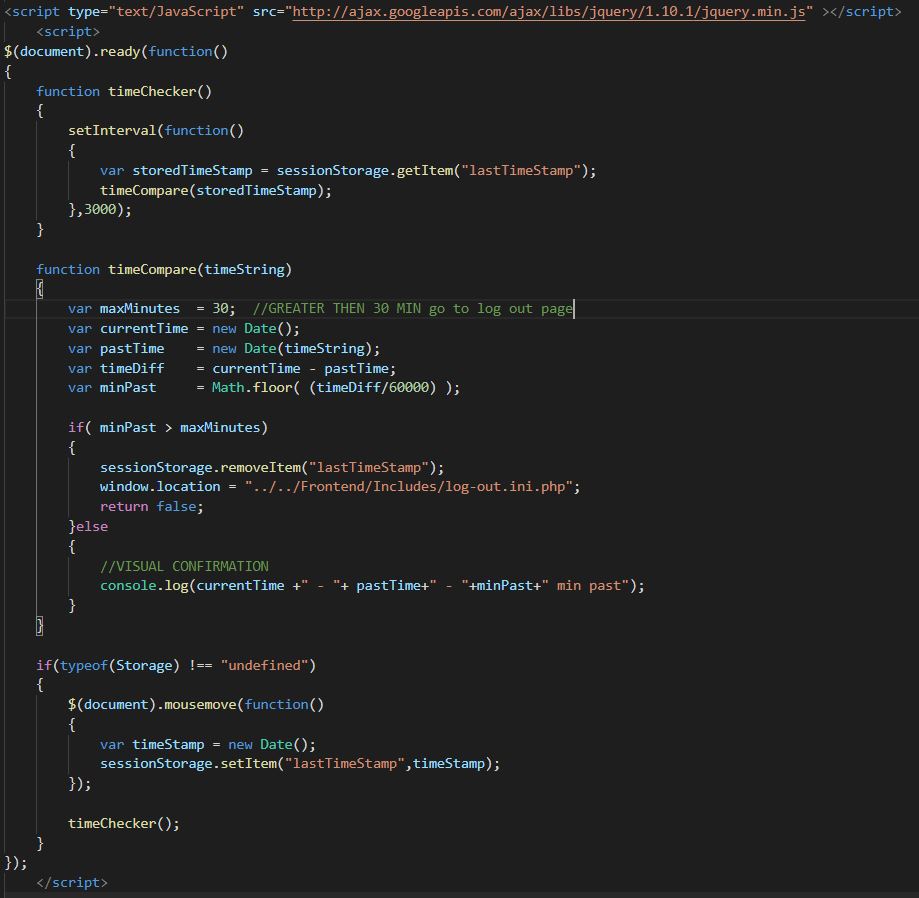 <script type="text/JavaScript" src="http://ajax.googleapis.com/ajax/libs/jquery/1.10.1/jquery.min.js" ></script>
    <script>
$(document).ready(function()
{
    function timeChecker()
    {
        setInterval(function()
        {
            var storedTimeStamp = sessionStorage.getItem("lastTimeStamp");
            timeCompare(storedTimeStamp);
        },3000);
    }

    function timeCompare(timeString)
    {
        var maxMinutes  = 30;  //GREATER THEN 30 MIN go to log out page
        var currentTime = new Date();
        var pastTime    = new Date(timeString);
        var timeDiff    = currentTime - pastTime;
        var minPast     = Math.floor( (timeDiff/60000) );

        if( minPast > maxMinutes)
        {
            sessionStorage.removeItem("lastTimeStamp");
            window.location = "../../Frontend/Includes/log-out.ini.php";
            return false;
        }else
        {
            //VISUAL CONFIRMATION
            console.log(currentTime +" - "+ pastTime+" - "+minPast+" min past");
        }
    }

    if(typeof(Storage) !== "undefined")
    {
        $(document).mousemove(function()
        {
            var timeStamp = new Date();
            sessionStorage.setItem("lastTimeStamp",timeStamp);
        });

        timeChecker();
    }
});
    </script>